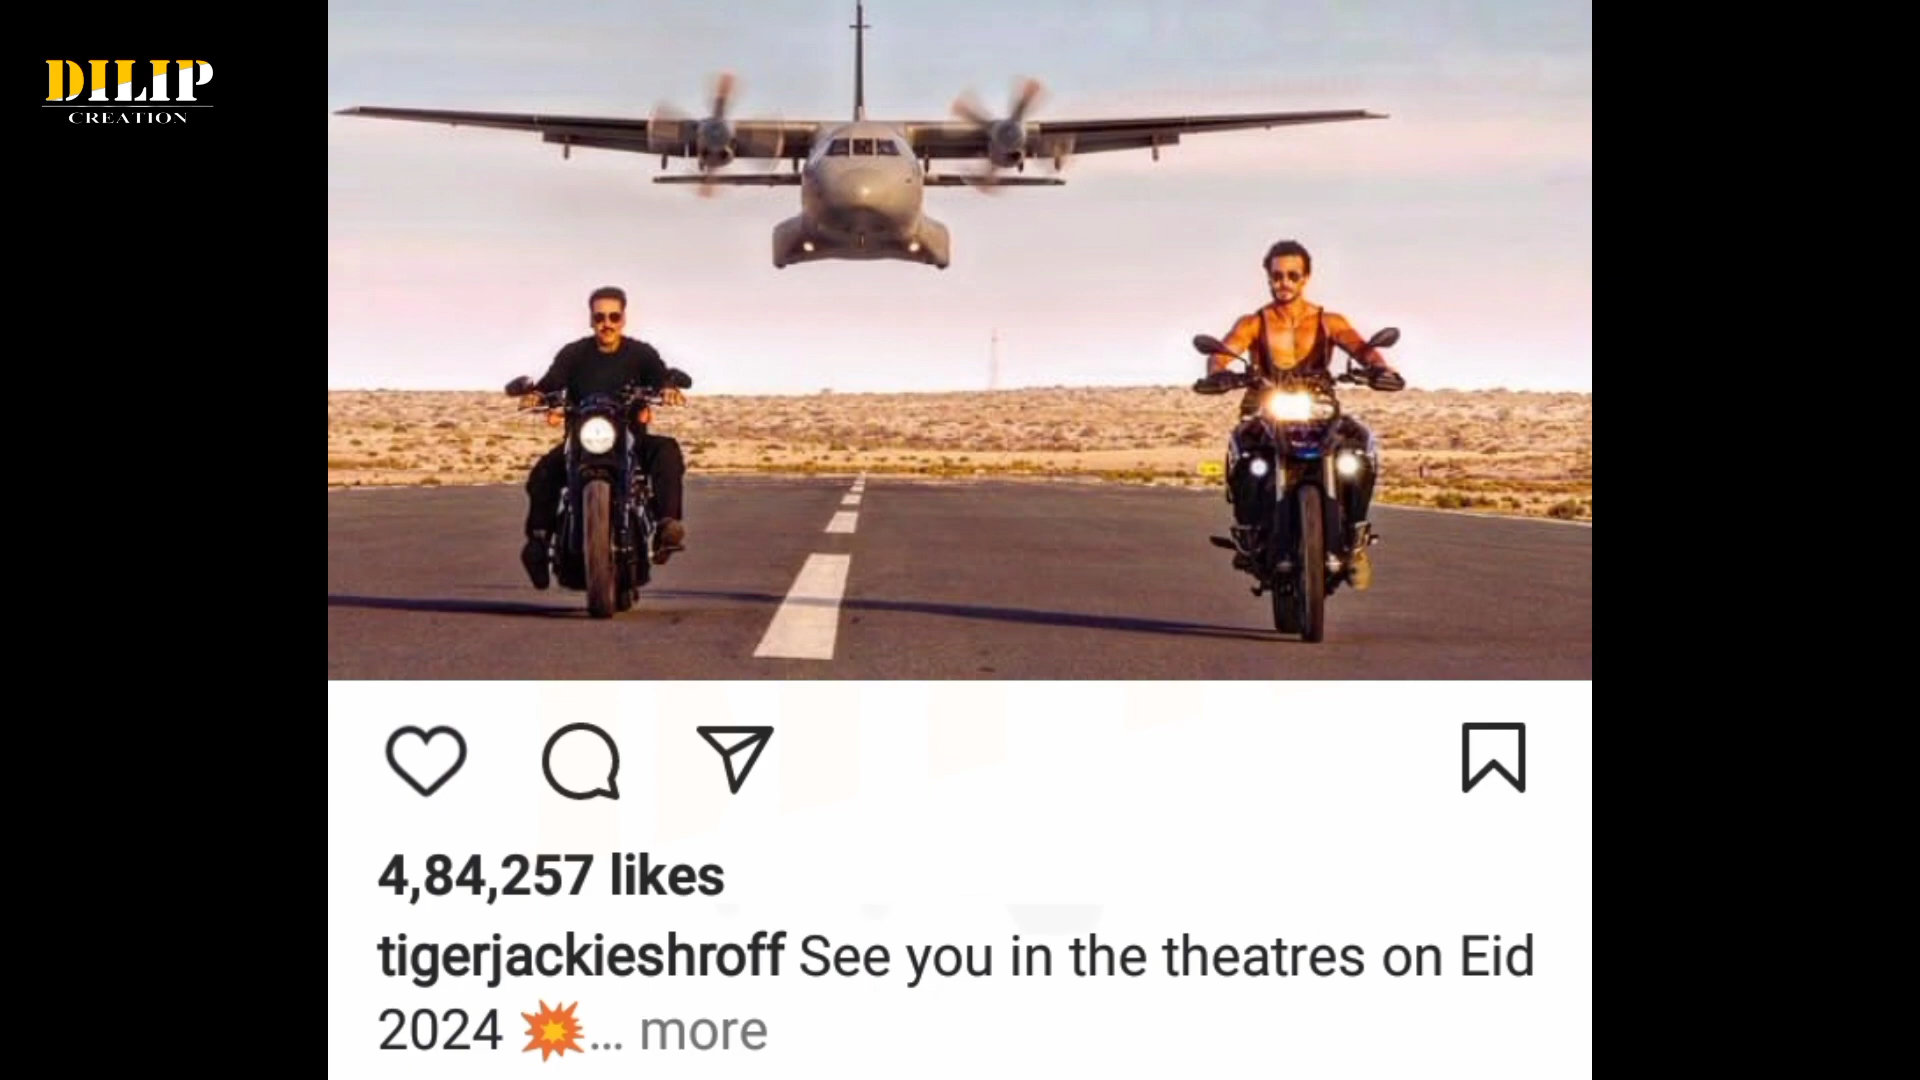 DILIP
CREATION
4,84,257 likes
tigerjackieshroff See you in the theatres on Eid
2024 💥... more